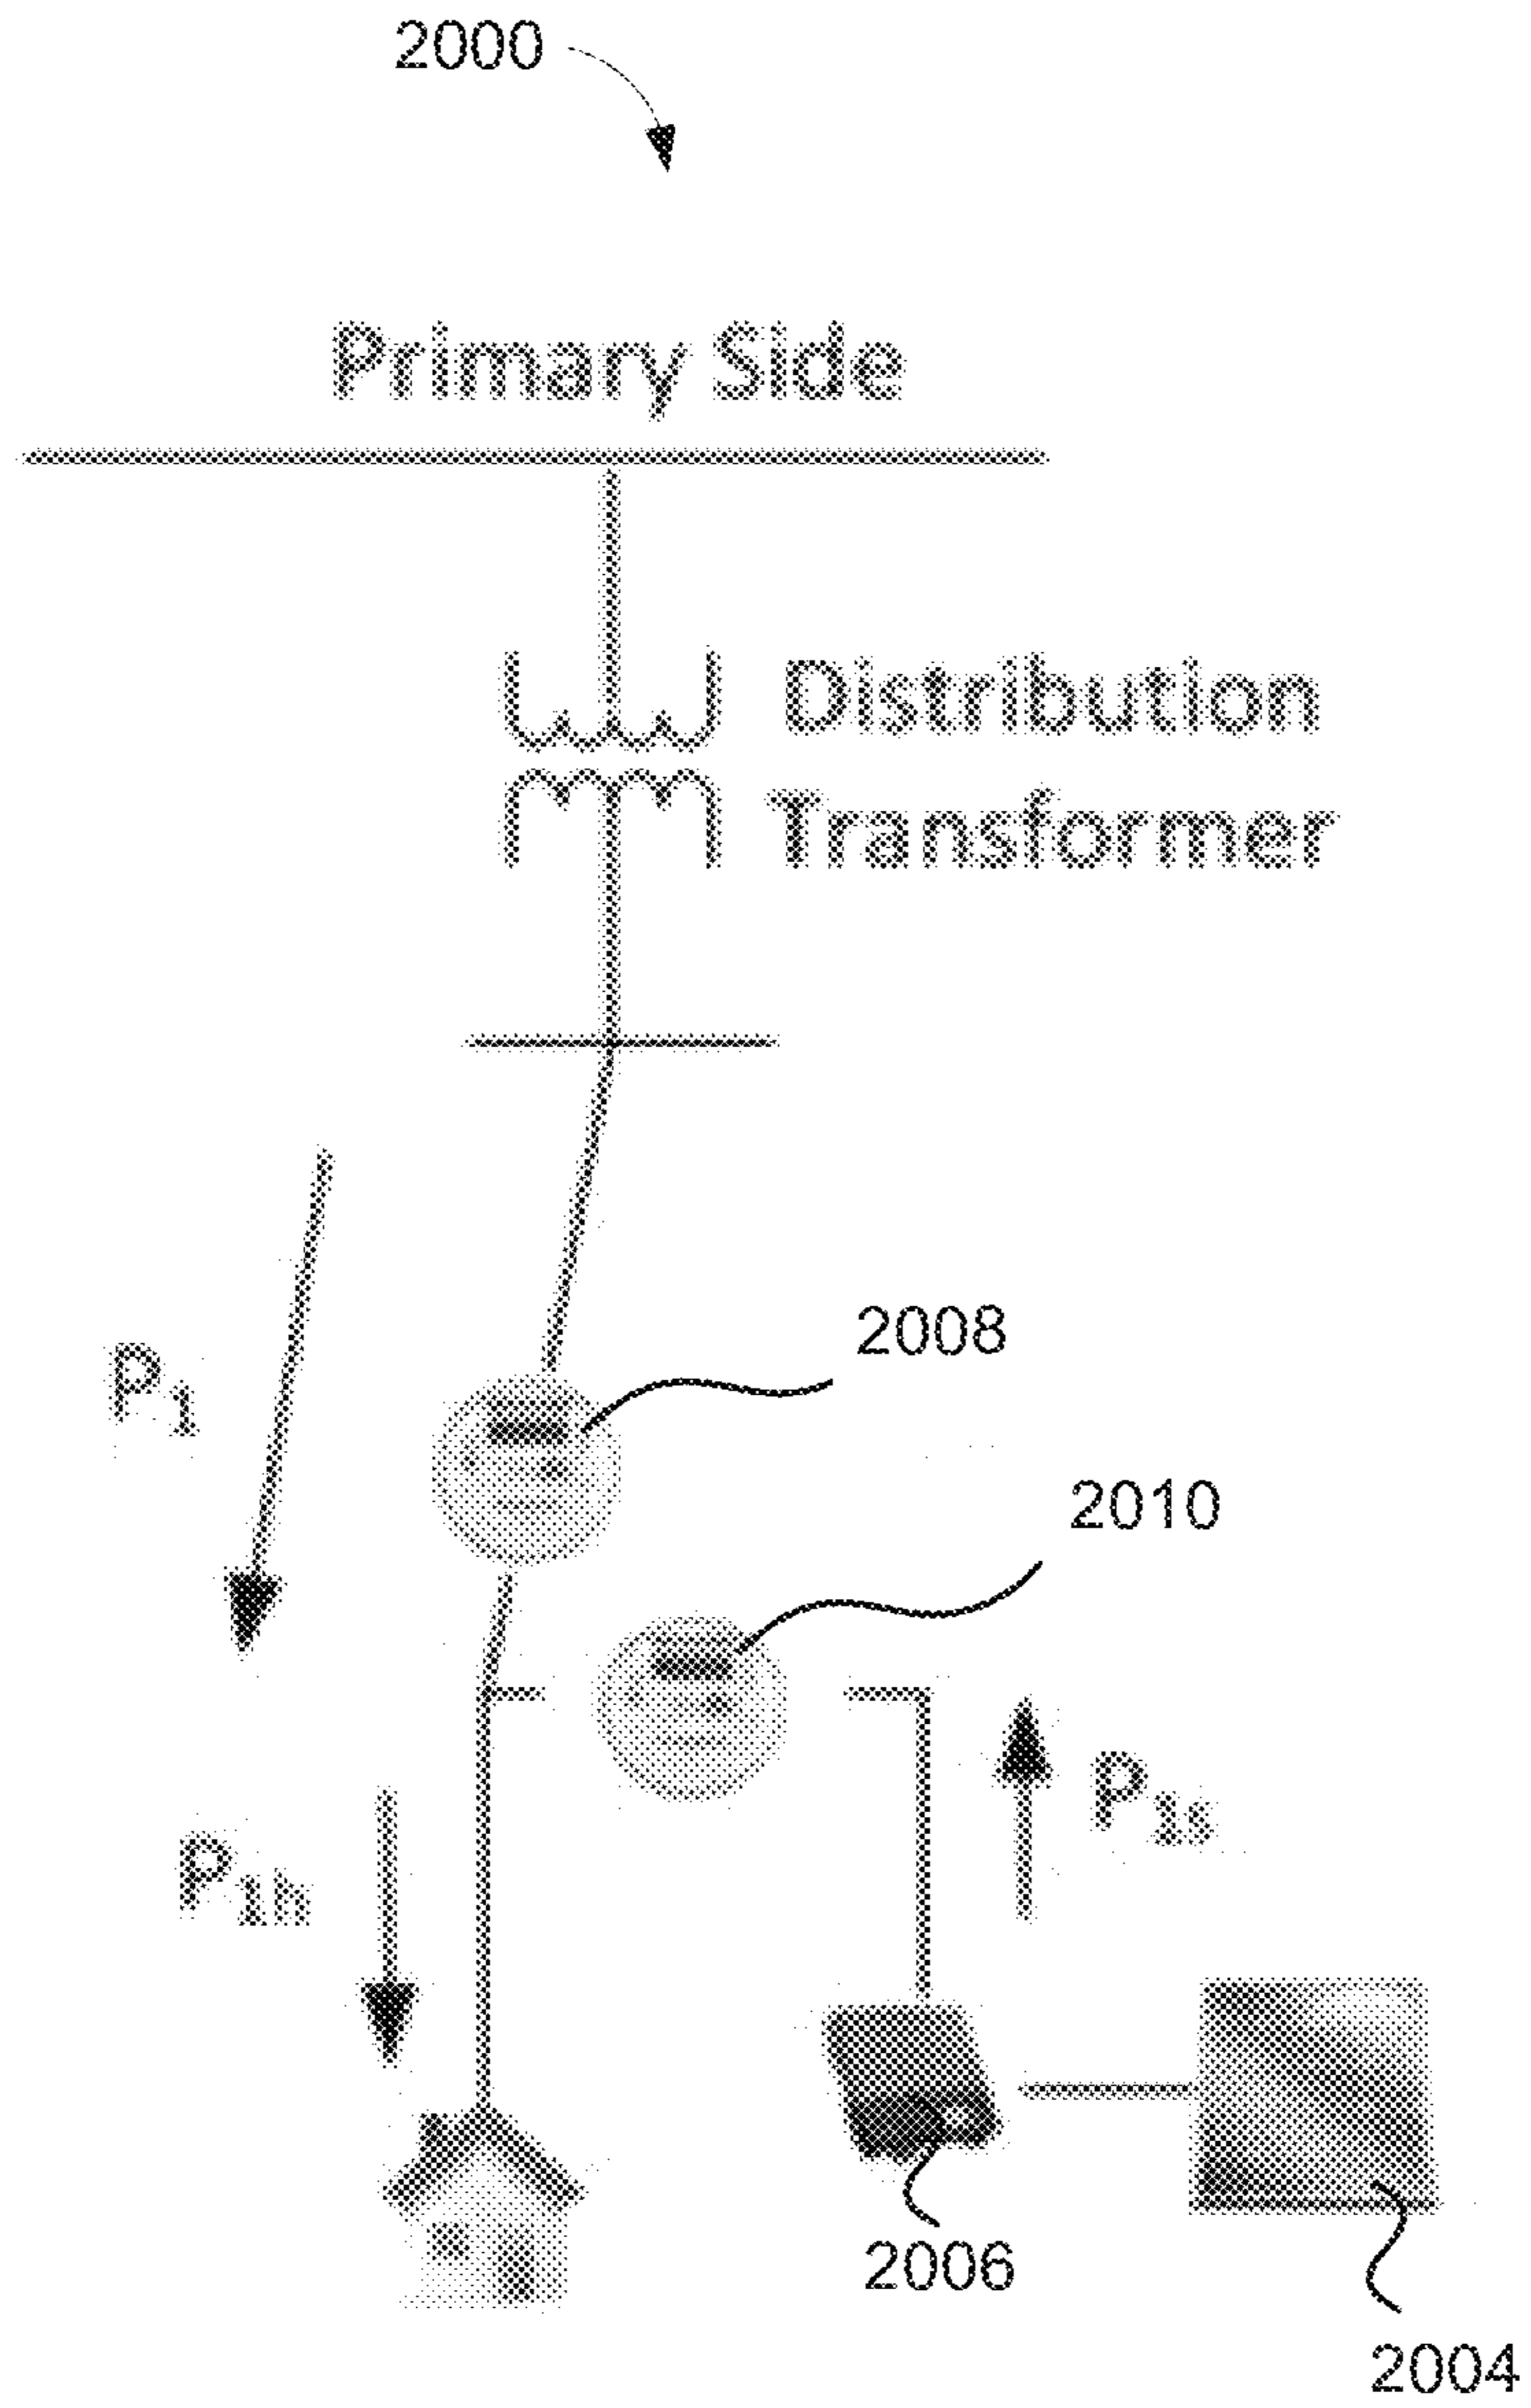 2000
Primary Side
Distribution
Transformer
2008
P1
2010
P1s
P1h
2006
2004